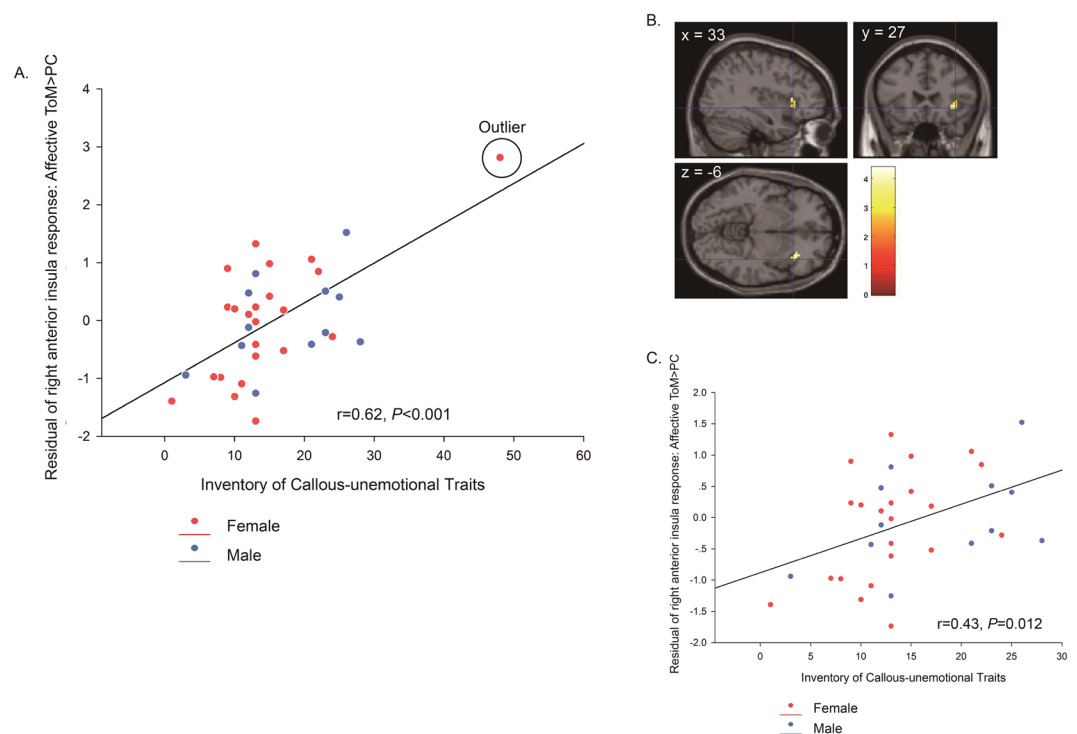 A.
Residual of right anterior insula response: Affective ToM>PC
4
3
2
1
0
-1
-2
Outlier
r=0.62, P<0.001
0 10 20 30 40 50 60
Inventory of Callous-unemotional Traits
Female
Male
B.
x = 33
y = 27
z = -6
4
3
2
1
0
C.
Residual of right anterior insula response: Affective ToM>PC
2.0
1.5
1.0
.5
0.0
-.5
-1.0
-1.5
-2.0
r=0.43, P=0.012
0 5 10 15 20 25 30
Inventory of Callous-unemotional Traits
Female
Male